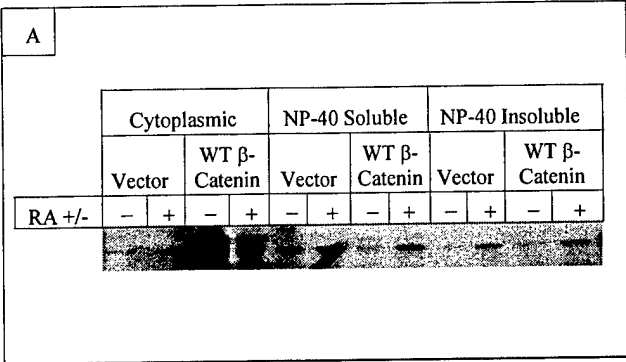 A
Cytoplasmic NP-40 Soluble NP-40 Insoluble
Vector WT β-Catenin Vector WT β-Catenin Vector WT β-Catenin
RA +/- − + − + − + − + − + − +